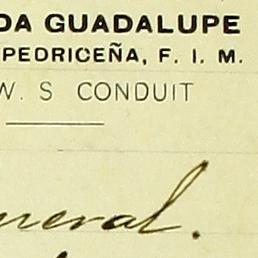 DA GUADALUPE
PEDRICEÑA, F. I. M.
W. S CONDUIT
neral.